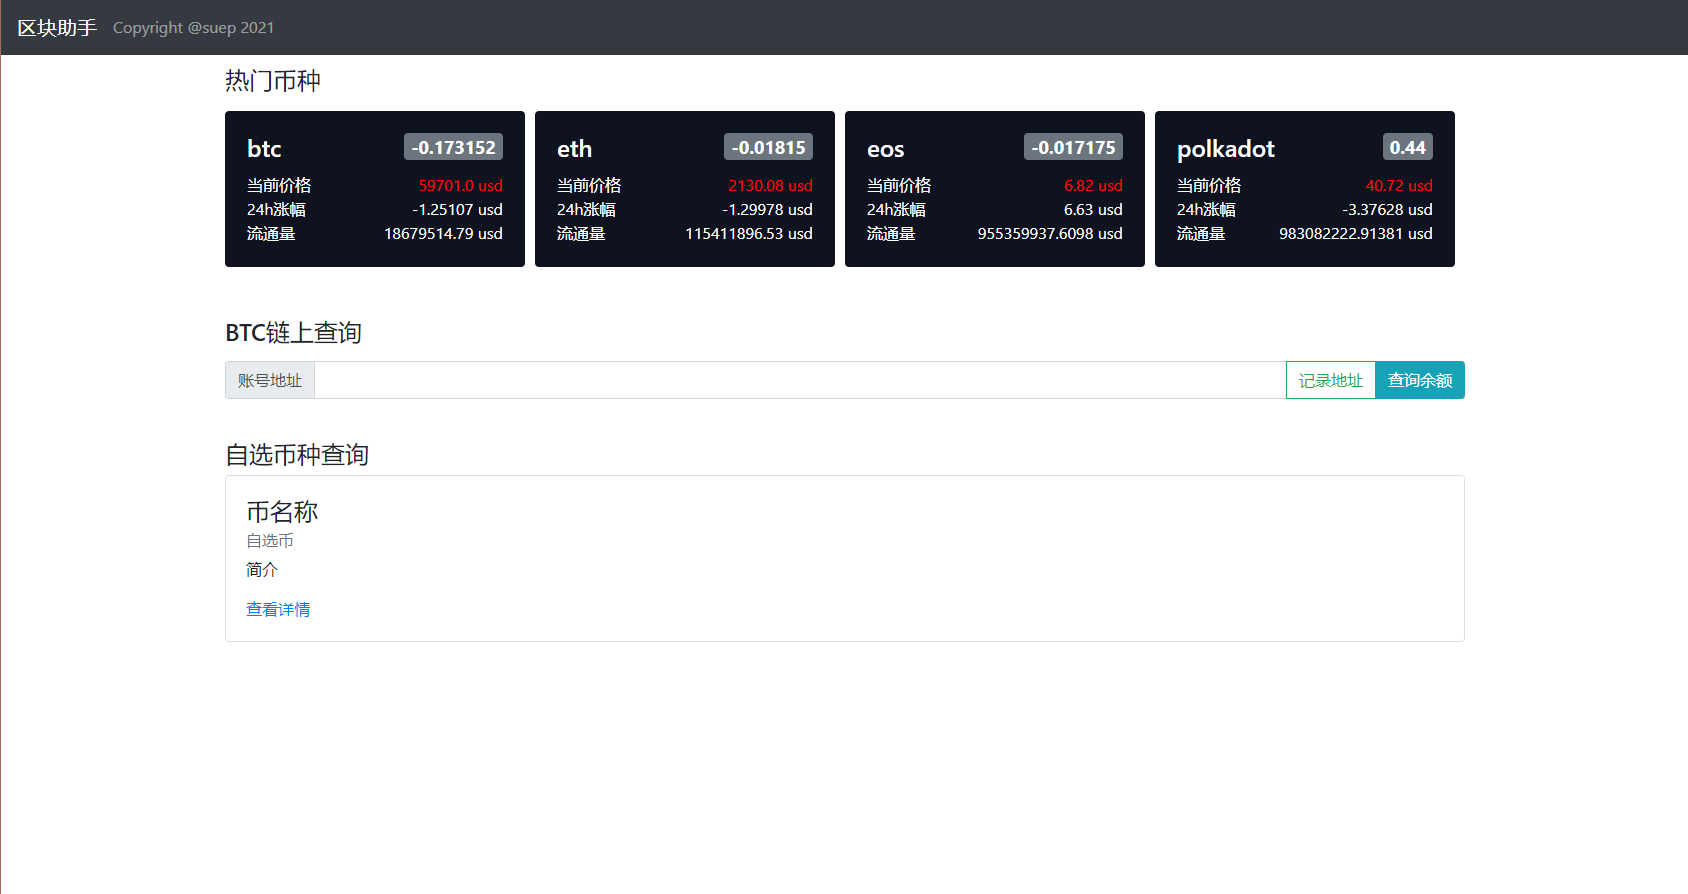 区块助手 Copyright @suep 2021
热门币种
btc -0.173152
当前价格 59701.0 usd
24h涨幅 -1.25107 usd
流通量 18679514.79 usd
eth -0.01815
当前价格 2130.08 usd
24h涨幅 -1.29978 usd
流通量 115411896.53 usd
eos -0.017175
当前价格 6.82 usd
24h涨幅 6.63 usd
流通量 955359937.6098 usd
polkadot 0.44
当前价格 40.72 usd
24h涨幅 -3.37628 usd
流通量 983082222.91381 usd
BTC链上查询
账号地址 记录地址 查询余额
自选币种查询
币名称
自选币
简介
查看详情